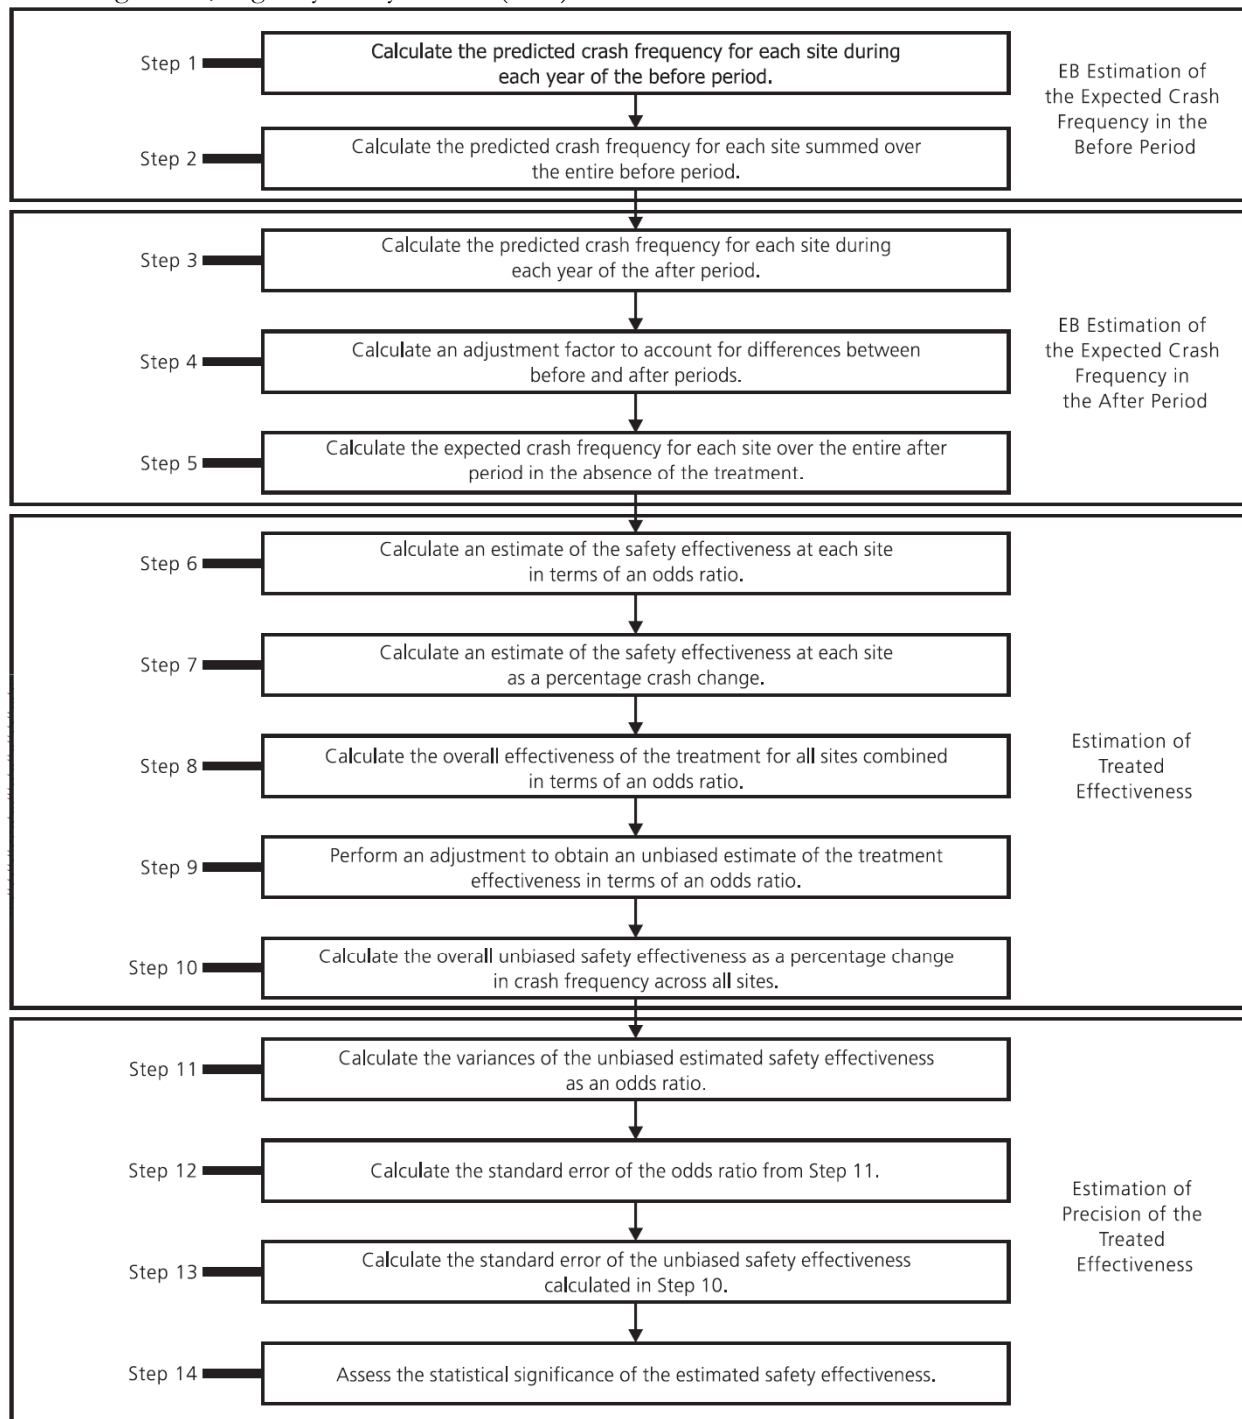 Step 1
Calculate the predicted crash frequency for each site during
each year of the before period.
Step 2
Calculate the predicted crash frequency for each site summed over
the entire before period.
EB Estimation of
the Expected Crash
Frequency in the
Before Period
Step 3
Calculate the predicted crash frequency for each site during
each year of the after period.
Step 4
Calculate an adjustment factor to account for differences between
before and after periods.
Step 5
Calculate the expected crash frequency for each site over the entire after
period in the absence of the treatment.
EB Estimation of
the Expected Crash
Frequency in
the After Period
Step 6
Calculate an estimate of the safety effectiveness at each site
in terms of an odds ratio.
Step 7
Calculate an estimate of the safety effectiveness at each site
as a percentage crash change.
Step 8
Calculate the overall effectiveness of the treatment for all sites combined
in terms of an odds ratio.
Step 9
Perform an adjustment to obtain an unbiased estimate of the treatment
effectiveness in terms of an odds ratio.
Step 10
Calculate the overall unbiased safety effectiveness as a percentage change
in crash frequency across all sites.
Estimation of
Treated
Effectiveness
Step 11
Calculate the variances of the unbiased estimated safety effectiveness
as an odds ratio.
Step 12
Calculate the standard error of the odds ratio from Step 11.
Step 13
Calculate the standard error of the unbiased safety effectiveness
calculated in Step 10.
Step 14
Assess the statistical significance of the estimated safety effectiveness.
Estimation of
Precision of the
Treated
Effectiveness